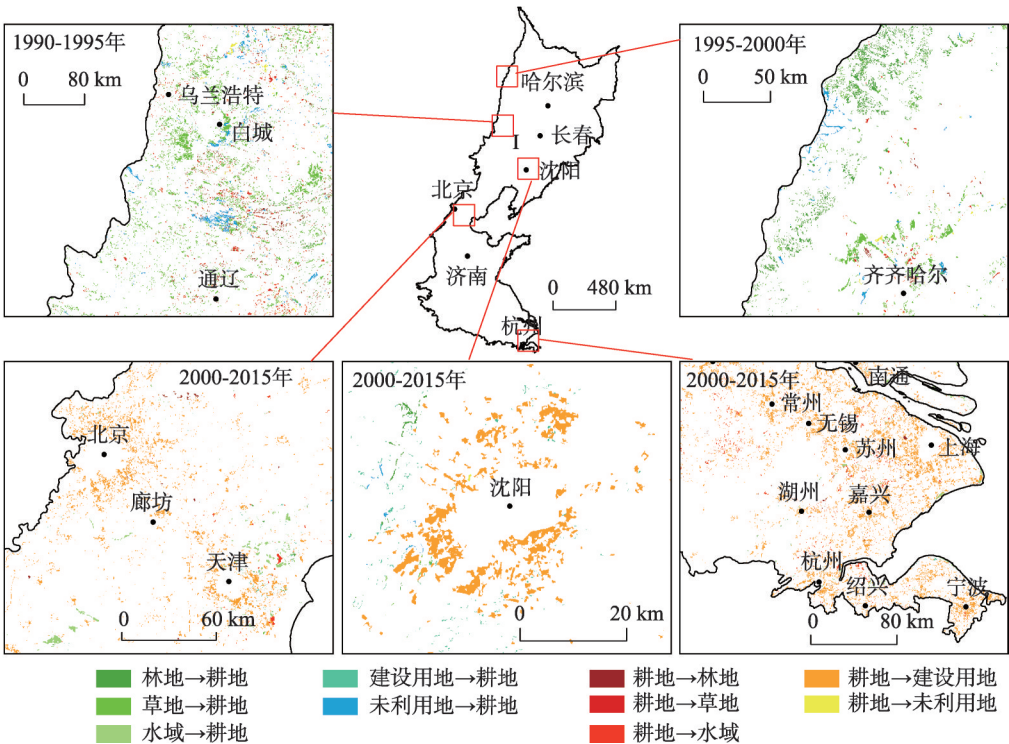 1990-1995年
0 80 km
乌兰浩特
白城
通辽
哈尔滨
长春
I
沈阳
北京
济南
0 480 km
杭州
1995-2000年
0 50 km
齐齐哈尔
2000-2015年
北京
廊坊
天津
0 60 km
2000-2015年
沈阳
0 20 km
2000-2015年
南通
常州
无锡
苏州
上海
湖州
嘉兴
杭州
绍兴
宁波
0 80 km
林地→耕地
草地→耕地
水域→耕地
建设用地→耕地
未利用地→耕地
耕地→林地
耕地→草地
耕地→水域
耕地→建设用地
耕地→未利用地